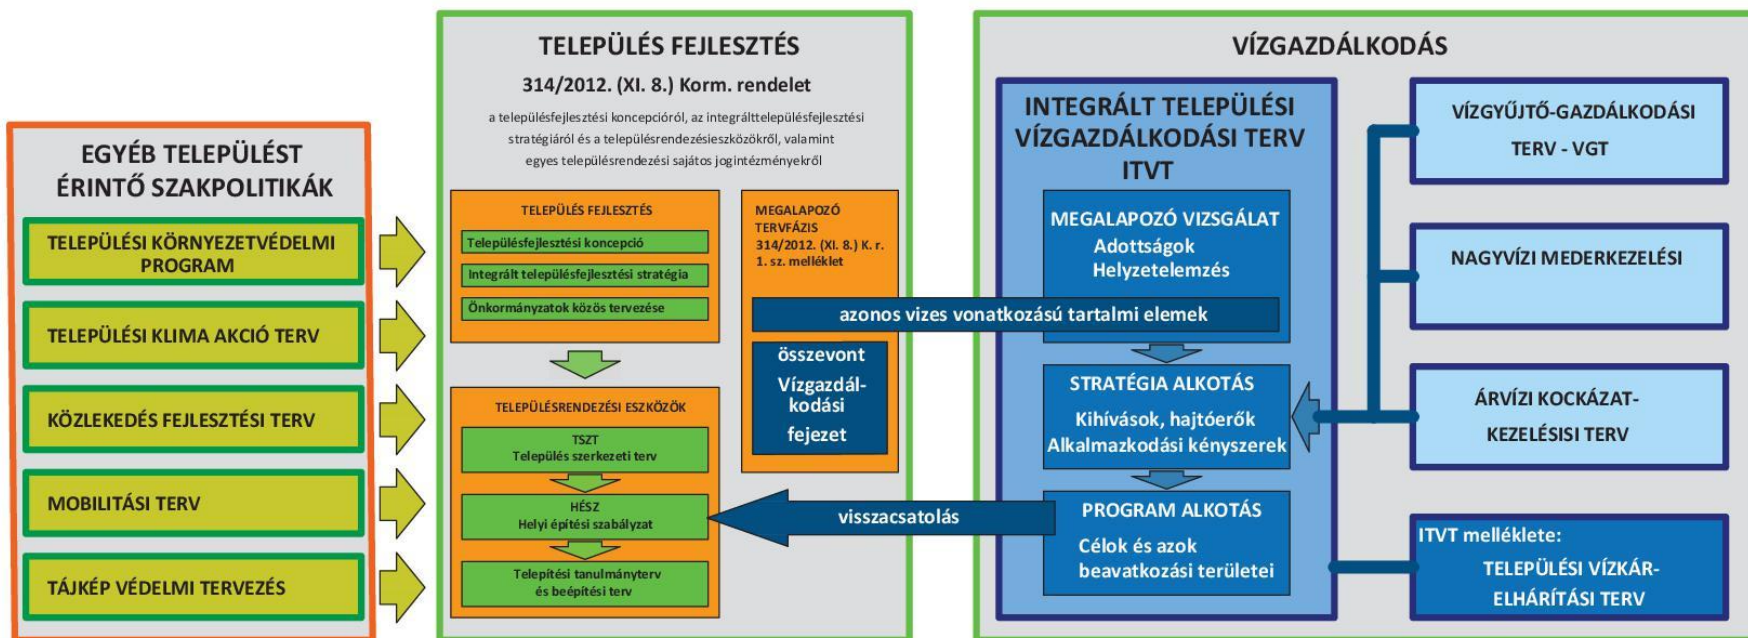 EGYÉB TELEPÜLÉST
ÉRINTŐ SZAKPOLITIKÁK
TELEPÜLÉSI KÖRNYEZETVÉDELMI
PROGRAM
TELEPÜLÉSI KLIMA AKCIÓ TERV
KÖZLEKEDÉS FEJLESZTÉSI TERV
MOBILITÁSI TERV
TÁJKÉP VÉDELMI TERVEZÉS
TELEPÜLÉS FEJLESZTÉS
314/2012. (XI. 8.) Korm. rendelet
a településfejlesztési koncepcióról, az integrálttelepülésfejlesztési
stratégiáról és a településrendezésieszközökről, valamint
egyes településrendezési sajátos jogintézményekről
TELEPÜLÉS FEJLESZTÉS
Településfejlesztési koncepció
Integrált településfejlesztési stratégia
Önkormányzatok közös tervezése
TELEPÜLÉSRENDEZÉSI ESZKÖZÖK
TSZT
Település szerkezeti terv
HÉSZ
Helyi építési szabályzat
Telepítési tanulmányterv
és beépítési terv
MEGALAPOZÓ
TERVFÁZIS
314/2012. (XI. 8.) K. r.
1. sz. melléklet
azonos vizes vonatkozású tartalmi elemek
összevont
Vízgazdál-
kodási
fejezet
visszacsatolás
VÍZGAZDÁLKODÁS
INTEGRÁLT TELEPÜLÉSI
VÍZGAZDÁLKODÁSI TERV
ITVT
MEGALAPOZÓ VIZSGÁLAT
Adottságok
Helyzetelemzés
STRATÉGIA ALKOTÁS
Kihívások, hajtóerők
Alkalmazkodási kényszerek
PROGRAM ALKOTÁS
Célok és azok
beavatkozási területei
VÍZGYŰJTŐ-GAZDÁLKODÁSI
TERV - VGT
NAGYVÍZI MEDERKEZELÉSI
ÁRVÍZI KOCKÁZAT-
KEZELÉSISI TERV
ITVT melléklete:
TELEPÜLÉSI VÍZKÁR-
ELHÁRÍTÁSI TERV